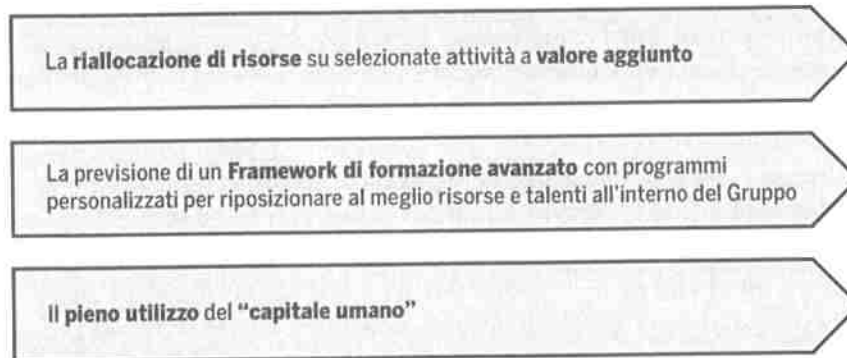 La riallocazione di risorse su selezionate attività a valore aggiunto
La previsione di un Framework di formazione avanzato con programmi
personalizzati per riposizionare al meglio risorse e talenti all'interno del Gruppo
Il pieno utilizzo del "capitale umano"